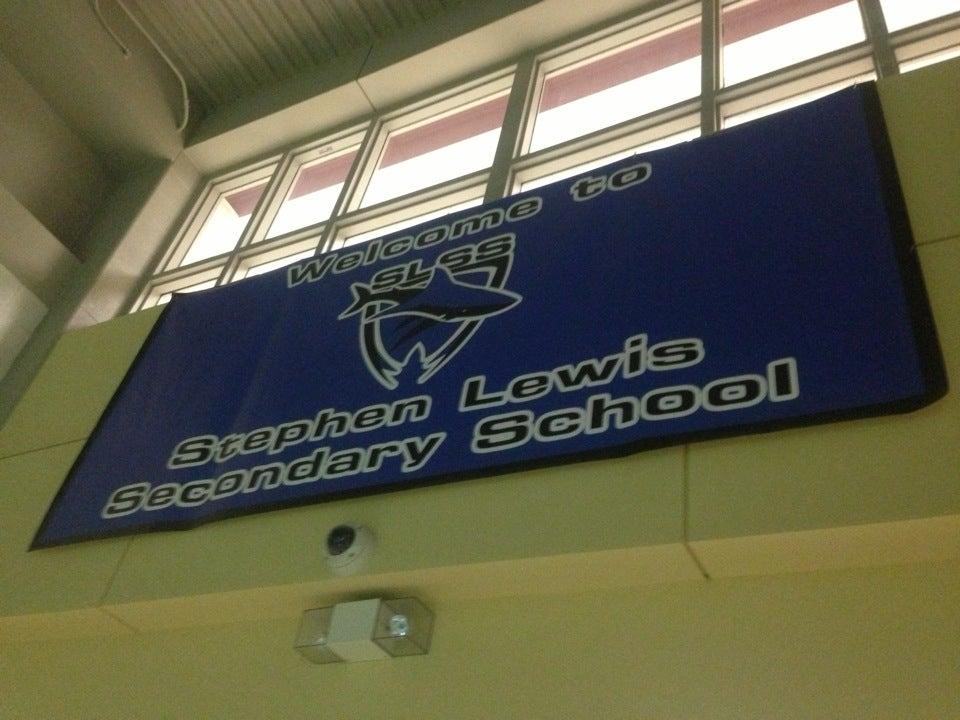 Welcome to
SLSS
Stephen Lewis
Secondary School